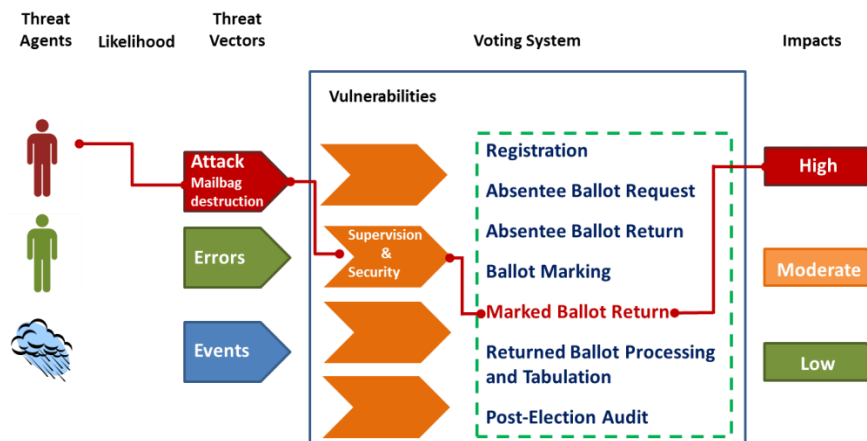 Threat
Agents
Likelihood
Threat
Vectors
Voting System
Impacts
Vulnerabilities
Attack
Mailbag
destruction
Errors
Events
Supervision
&
Security
Registration
Absentee Ballot Request
Absentee Ballot Return
Ballot Marking
Marked Ballot Return
Returned Ballot Processing
and Tabulation
Post-Election Audit
High
Moderate
Low